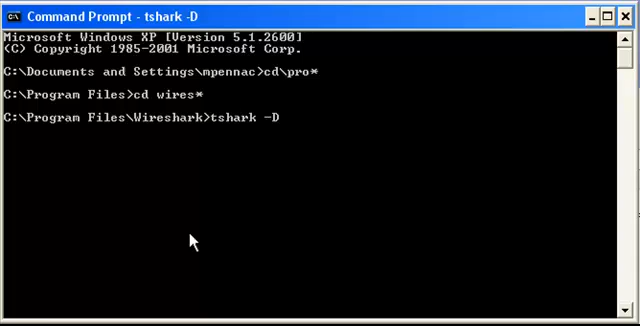 Command Prompt - tshark -D
Microsoft Windows XP [Version 5.1.2600]
(C) Copyright 1985-2001 Microsoft Corp.
C:\Documents and Settings\mpennac>cd\pro*
C:\Program Files>cd wires*
C:\Program Files\Wireshark>tshark -D